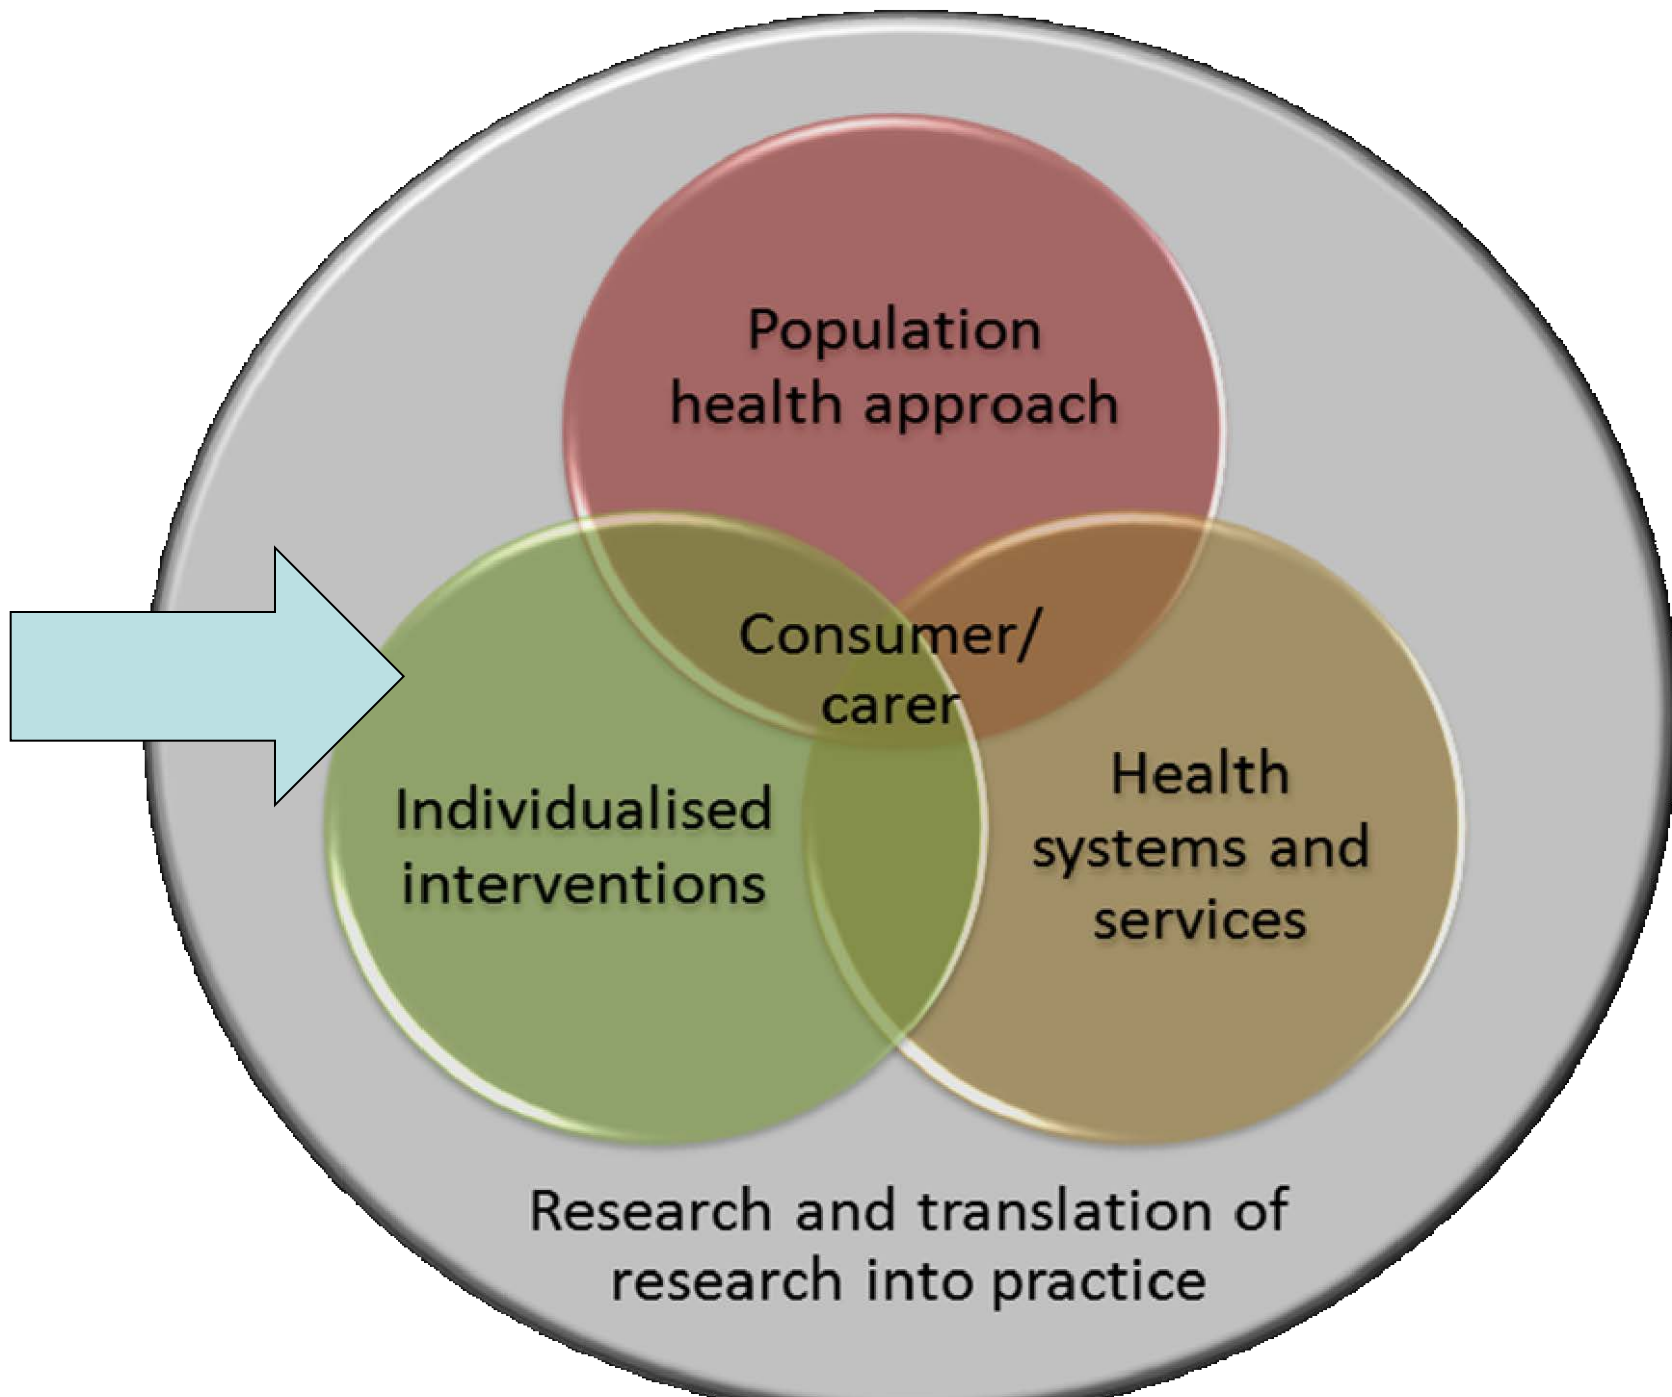 Population
health approach
Consumer/
carer
Individualised
interventions
Health
systems and
services
Research and translation of
research into practice